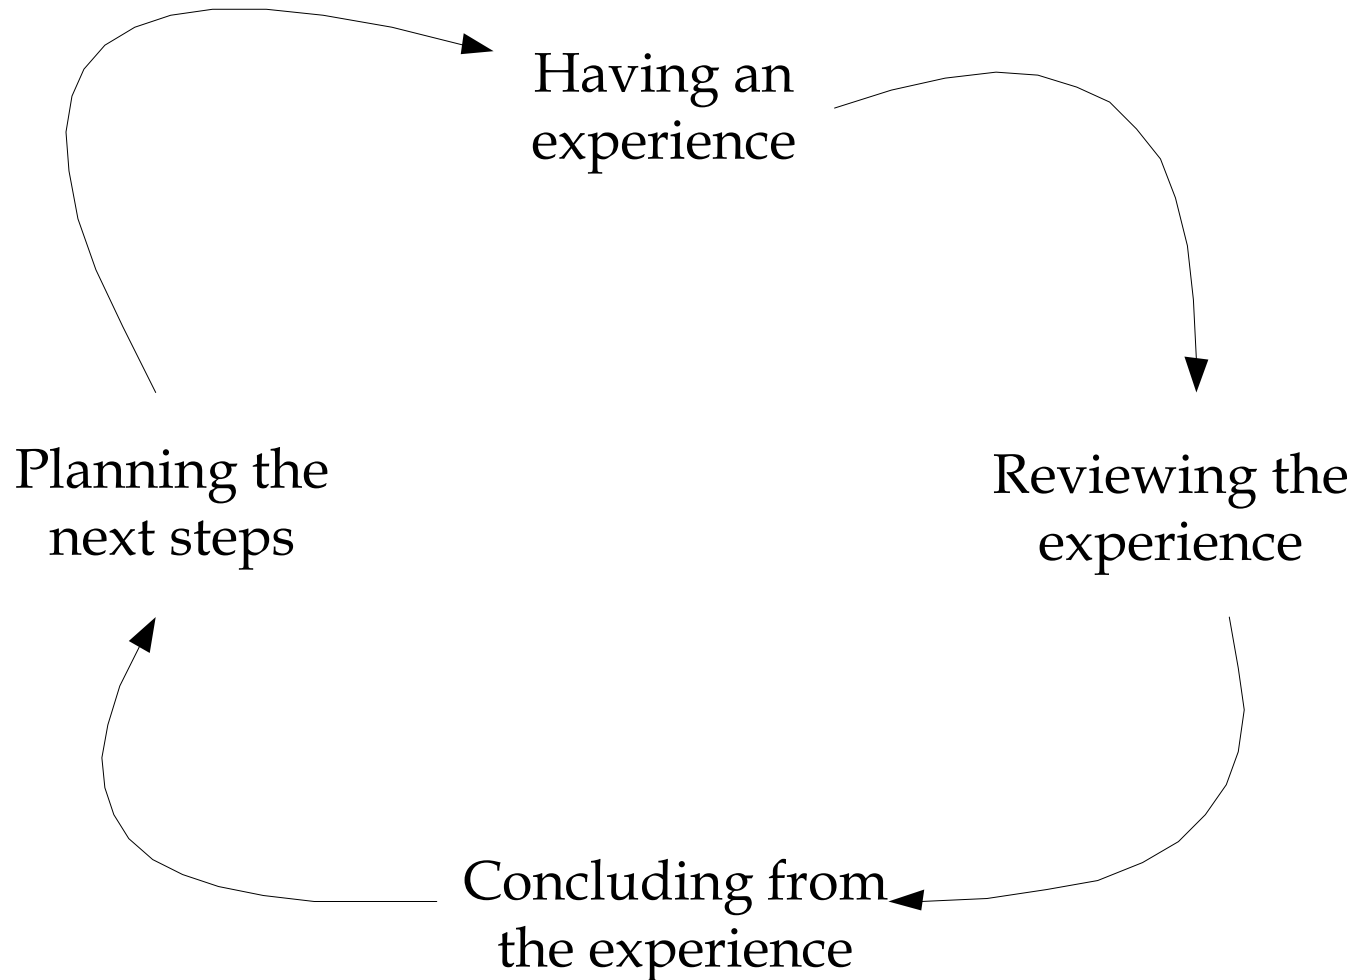 Having an
experience
Planning the
next steps
Reviewing the
experience
Concluding from
the experience